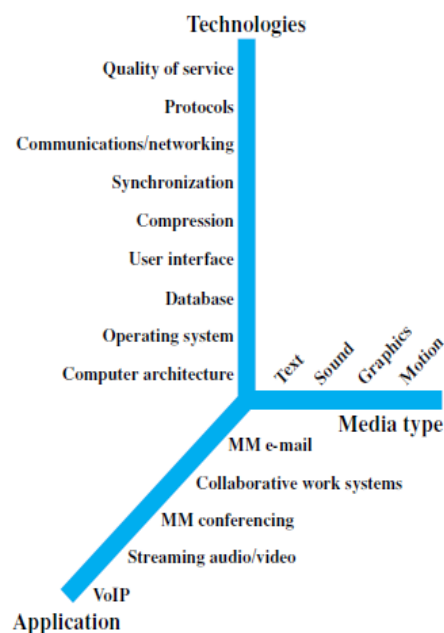 Technologies
Quality of service
Protocols
Communications/networking
Synchronization
Compression
User interface
Database
Operating system
Computer architecture
Text
Sound
Graphics
Motion
Media type
MM e-mail
Collaborative work systems
MM conferencing
Streaming audio/video
VoIP
Application